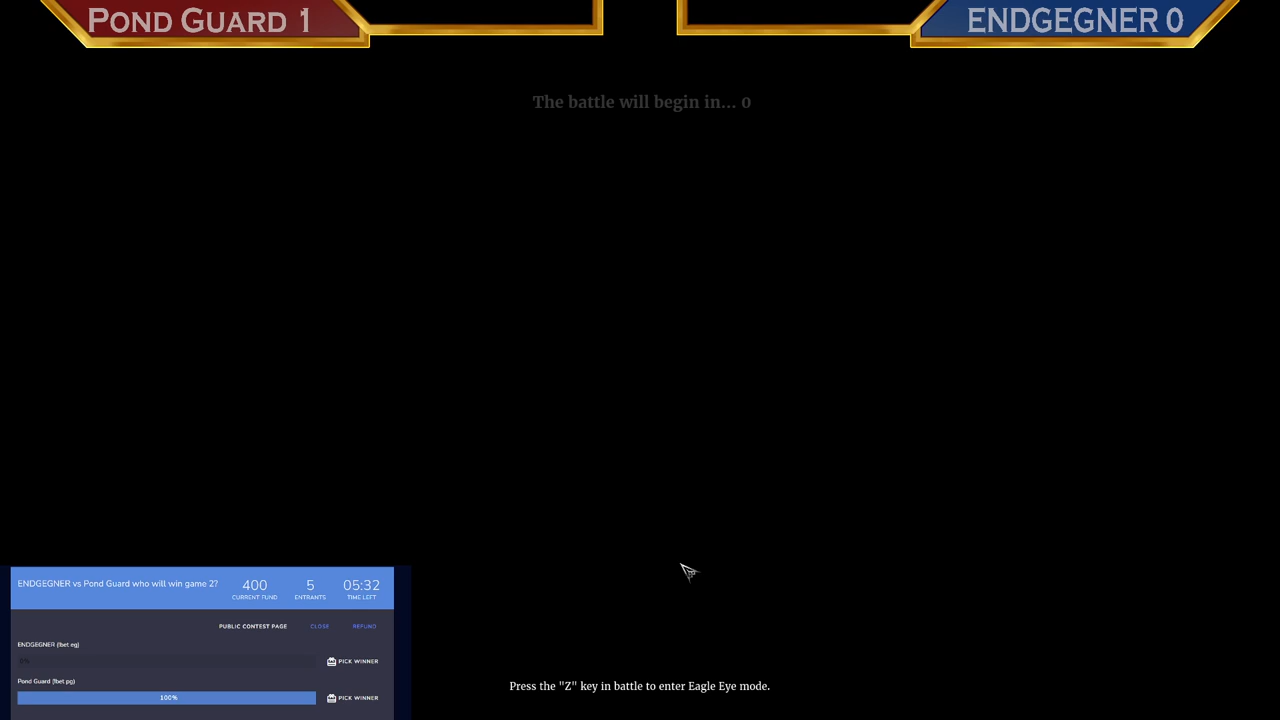 POND GUARD 1
ENDGEGNER 0
The battle will begin in... 0
ENDGEGNER vs Pond Guard who will win game 2?
400
CURRENT FUND
5
ENTRANTS
05:32
TIME LEFT
PUBLIC CONTEST PAGE
CLOSE
REFUND
ENDGEGNER (!bet eg)
0%
PICK WINNER
Pond Guard (!bet pg)
100%
PICK WINNER
Press the "Z" key in battle to enter Eagle Eye mode.